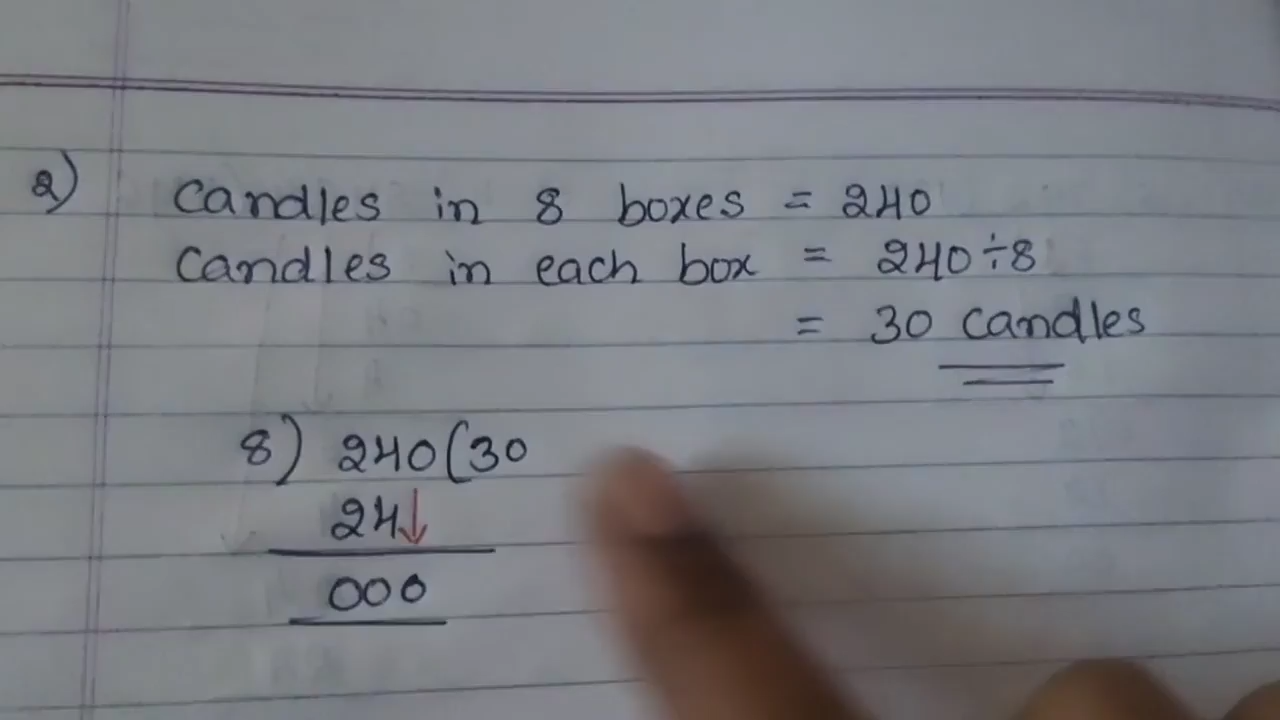 2) Candles in 8 boxes = 240
Candles in each box = 240÷8
= 30 candles
8) 240(30
24↓
000